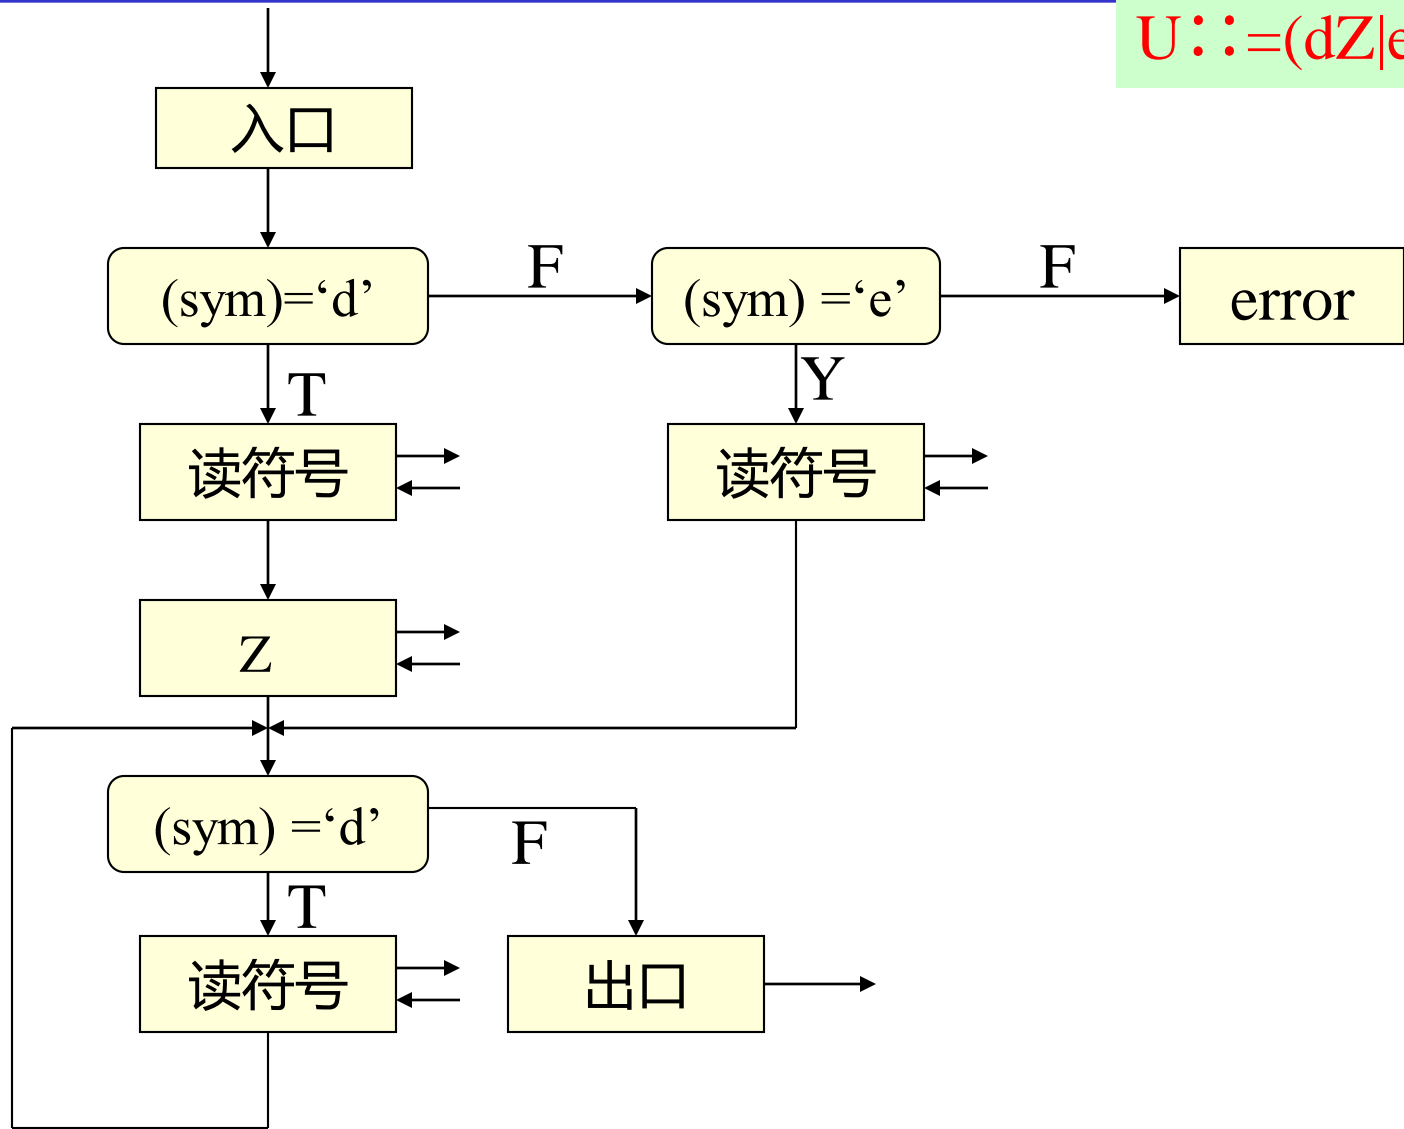 U∷=(dZ|e
入口
(sym)=‘d’
F
(sym) =‘e’
F
error
T
Y
读符号
读符号
Z
(sym) =‘d’
F
T
读符号
出口